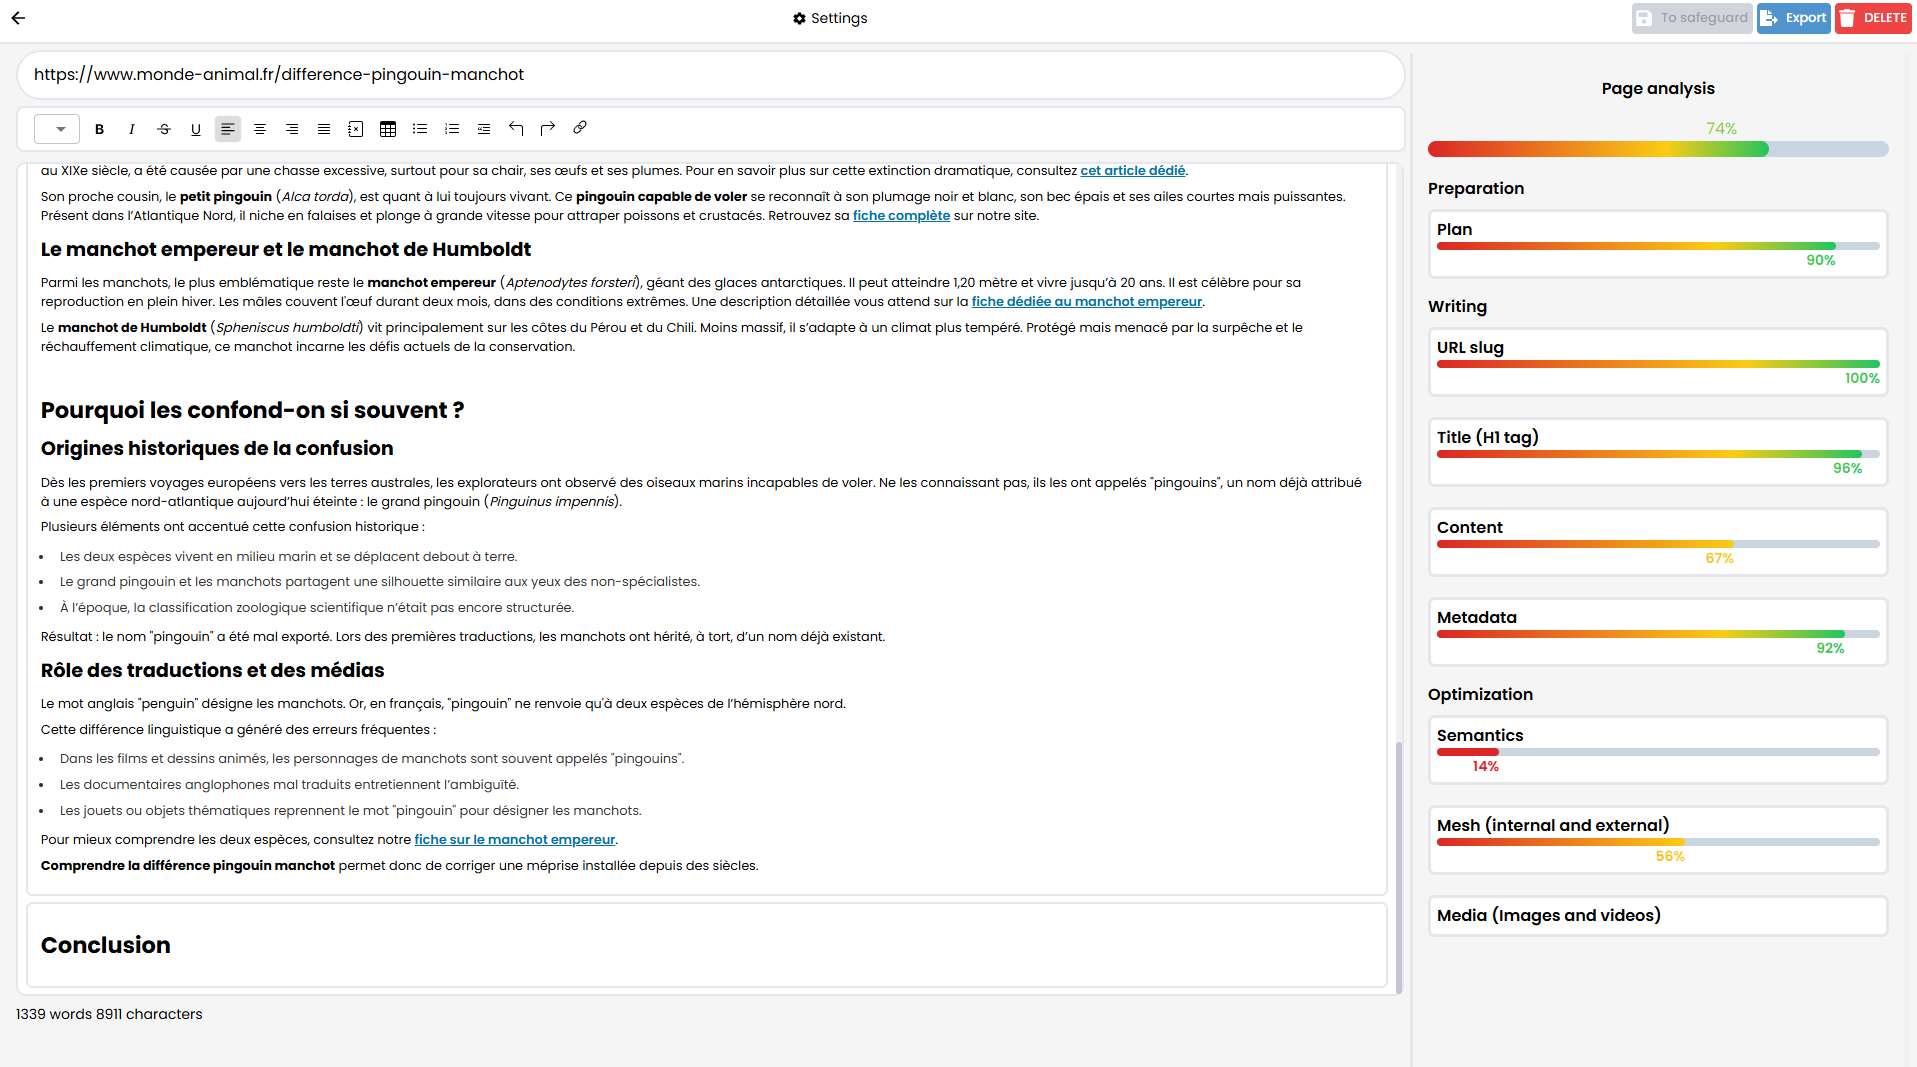 Settings
To safeguard
Export
DELETE
https://www.monde-animal.fr/difference-pingouin-manchot
B I S U
au XIXe siècle, a été causée par une chasse excessive, surtout pour sa chair, ses œufs et ses plumes. Pour en savoir plus sur cette extinction dramatique, consultez cet article dédié.
Son proche cousin, le petit pingouin (Alca torda), est quant à lui toujours vivant. Ce pingouin capable de voler se reconnaît à son plumage noir et blanc, son bec épais et ses ailes courtes mais puissantes.
Présent dans l’Atlantique Nord, il niche en falaises et plonge à grande vitesse pour attraper poissons et crustacés. Retrouvez sa fiche complète sur notre site.
Le manchot empereur et le manchot de Humboldt
Parmi les manchots, le plus emblématique reste le manchot empereur (Aptenodytes forsteri), géant des glaces antarctiques. Il peut atteindre 1,20 mètre et vivre jusqu’à 20 ans. Il est célèbre pour sa
reproduction en plein hiver. Les mâles couvent l'œuf durant deux mois, dans des conditions extrêmes. Une description détaillée vous attend sur la fiche dédiée au manchot empereur.
Le manchot de Humboldt (Spheniscus humboldti) vit principalement sur les côtes du Pérou et du Chili. Moins massif, il s’adapte à un climat plus tempéré. Protégé mais menacé par la surpêche et le
réchauffement climatique, ce manchot incarne les défis actuels de la conservation.
Pourquoi les confond-on si souvent ?
Origines historiques de la confusion
Dès les premiers voyages européens vers les terres australes, les explorateurs ont observé des oiseaux marins incapables de voler. Ne les connaissant pas, ils les ont appelés "pingouins", un nom déjà attribué
à une espèce nord-atlantique aujourd’hui éteinte : le grand pingouin (Pinguinus impennis).
Plusieurs éléments ont accentué cette confusion historique :
• Les deux espèces vivent en milieu marin et se déplacent debout à terre.
• Le grand pingouin et les manchots partagent une silhouette similaire aux yeux des non-spécialistes.
• À l’époque, la classification zoologique scientifique n’était pas encore structurée.
Résultat : le nom "pingouin" a été mal exporté. Lors des premières traductions, les manchots ont hérité, à tort, d’un nom déjà existant.
Rôle des traductions et des médias
Le mot anglais "penguin" désigne les manchots. Or, en français, "pingouin" ne renvoie qu'à deux espèces de l’hémisphère nord.
Cette différence linguistique a généré des erreurs fréquentes :
• Dans les films et dessins animés, les personnages de manchots sont souvent appelés "pingouins".
• Les documentaires anglophones mal traduits entretiennent l’ambiguïté.
• Les jouets ou objets thématiques reprennent le mot "pingouin" pour désigner les manchots.
Pour mieux comprendre les deux espèces, consultez notre fiche sur le manchot empereur.
Comprendre la différence pingouin manchot permet donc de corriger une méprise installée depuis des siècles.
Conclusion
1339 words 8911 characters
Page analysis
74%
Preparation
Plan
90%
Writing
URL slug
100%
Title (H1 tag)
96%
Content
67%
Metadata
92%
Optimization
Semantics
14%
Mesh (internal and external)
56%
Media (Images and videos)